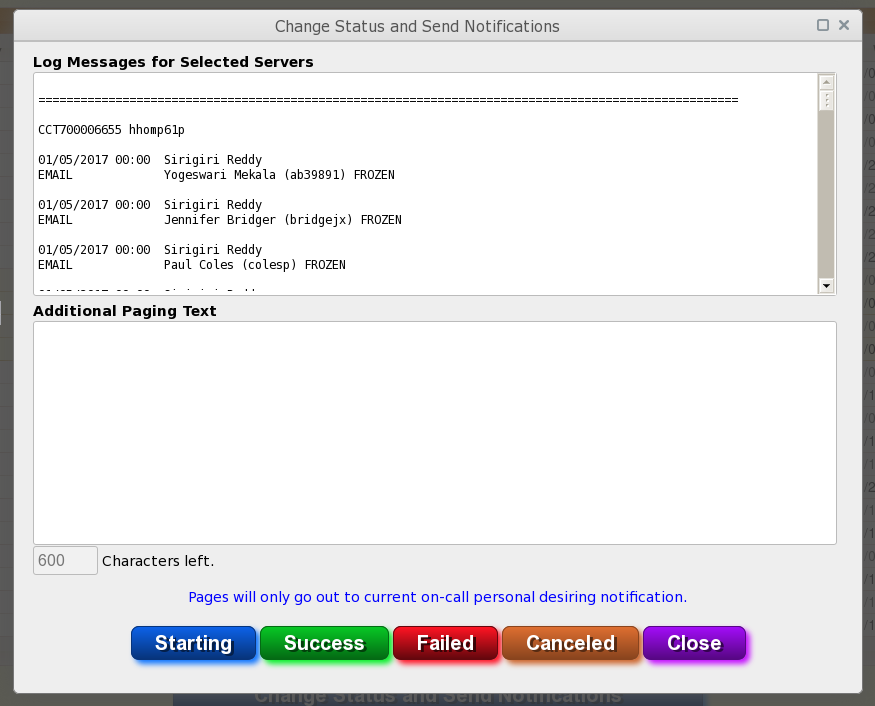 Change Status and Send Notifications
Log Messages for Selected Servers
====================================================================================================
CCT700006655 hhomp61p
01/05/2017 00:00  Sirigiri Reddy
EMAIL             Yogeswari Mekala (ab39891) FROZEN
01/05/2017 00:00  Sirigiri Reddy
EMAIL             Jennifer Bridger (bridgejx) FROZEN
01/05/2017 00:00  Sirigiri Reddy
EMAIL             Paul Coles (colesp) FROZEN
Additional Paging Text
600 Characters left.
Pages will only go out to current on-call personal desiring notification.
Starting Success Failed Canceled Close
Change Status and Send Notifications